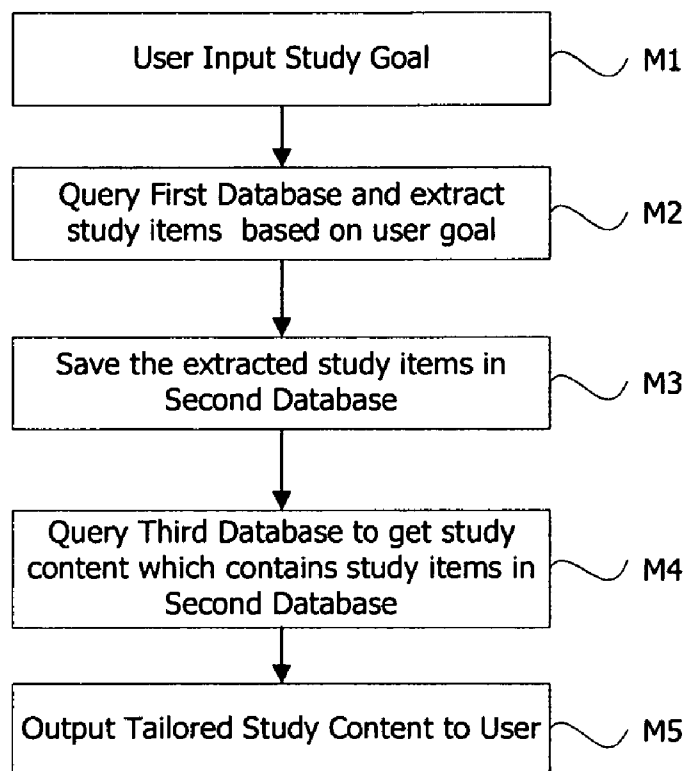 User Input Study Goal
M1
Query First Database and extract
study items based on user goal
M2
Save the extracted study items in
Second Database
M3
Query Third Database to get study
content which contains study items in
Second Database
M4
Output Tailored Study Content to User
M5